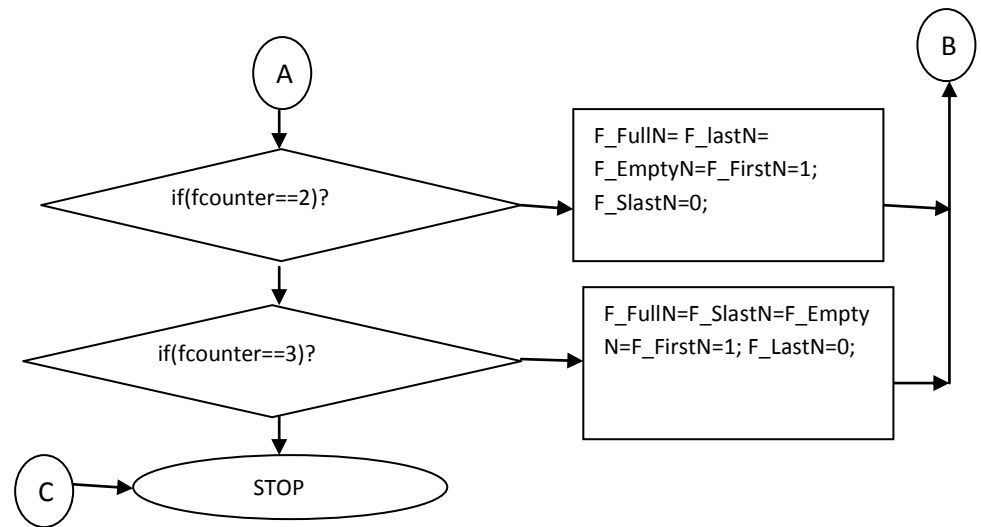 B
A
F_FullN= F_lastN=
F_EmptyN=F_FirstN=1;
F_SlastN=0;
if(fcounter==2)?
F_FullN=F_SlastN=F_Empty
N=F_FirstN=1; F_LastN=0;
if(fcounter==3)?
C
STOP